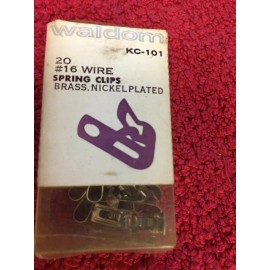 waldom
KC-101
20
#16 WIRE
SPRING CLIPS
BRASS, NICKEL PLATED